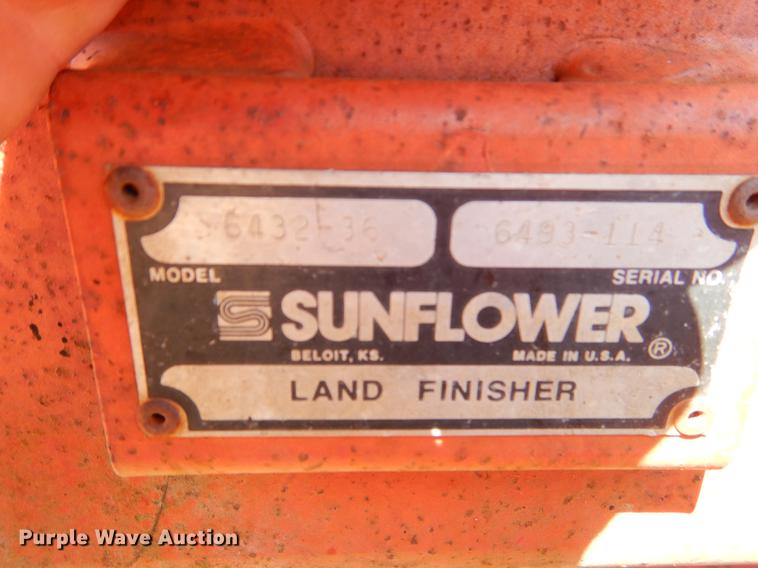 6432-36 6493-114
MODEL SERIAL NO.
SUNFLOWER ®
BELOIT, KS. MADE IN U.S.A.
LAND FINISHER
Purple Wave Auction